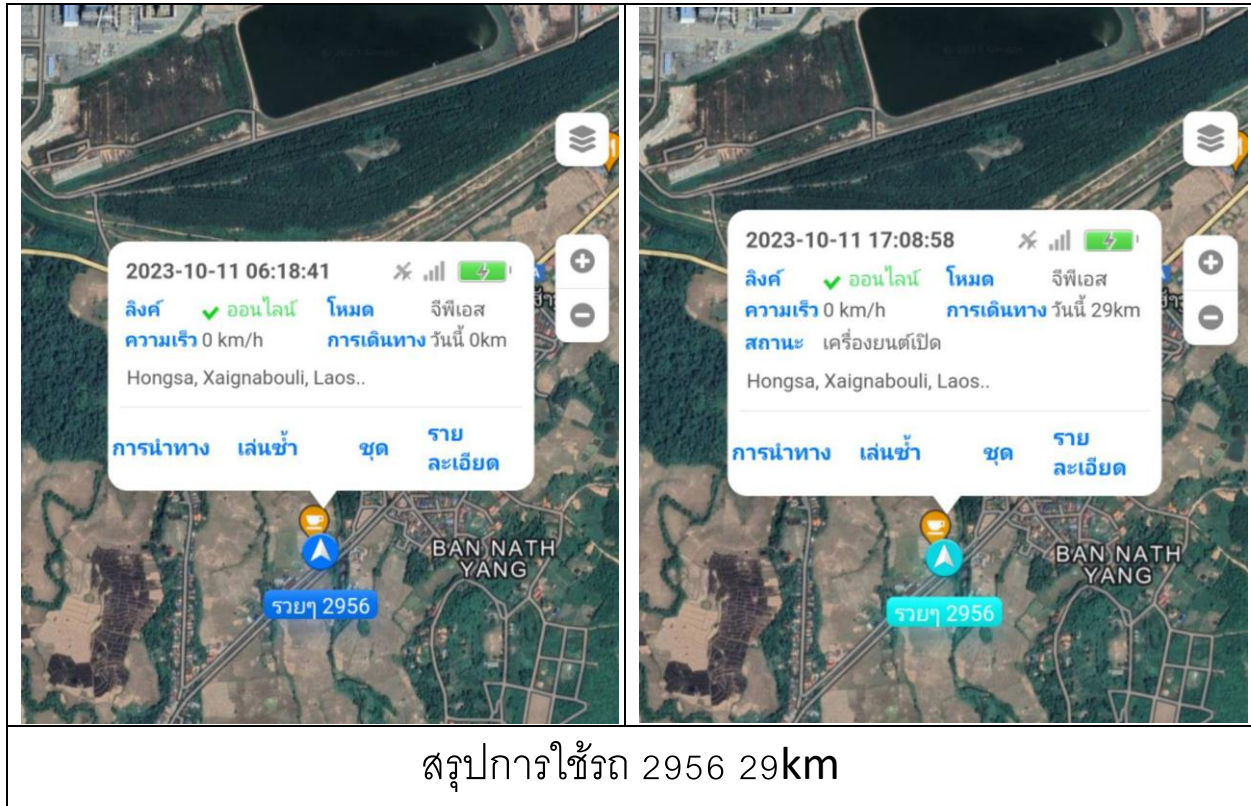 2023-10-11 06:18:41
ลิงค์ ออนไลน์ โหมด จีพีเอส
ความเร็ว 0 km/h การเดินทาง วันนี้ 0km
Hongsa, Xaignabouli, Laos..
การนำทาง เล่นซ้ำ ชุด ราย
ละเอียด
BAN NATH
YANG
รวยๆ 2956
2023-10-11 17:08:58
ลิงค์ ออนไลน์ โหมด จีพีเอส
ความเร็ว 0 km/h การเดินทาง วันนี้ 29km
สถานะ เครื่องยนต์เปิด
Hongsa, Xaignabouli, Laos..
การนำทาง เล่นซ้ำ ชุด ราย
ละเอียด
BAN NATH
YANG
รวยๆ 2956
สรุปการใช้รถ 2956 29km